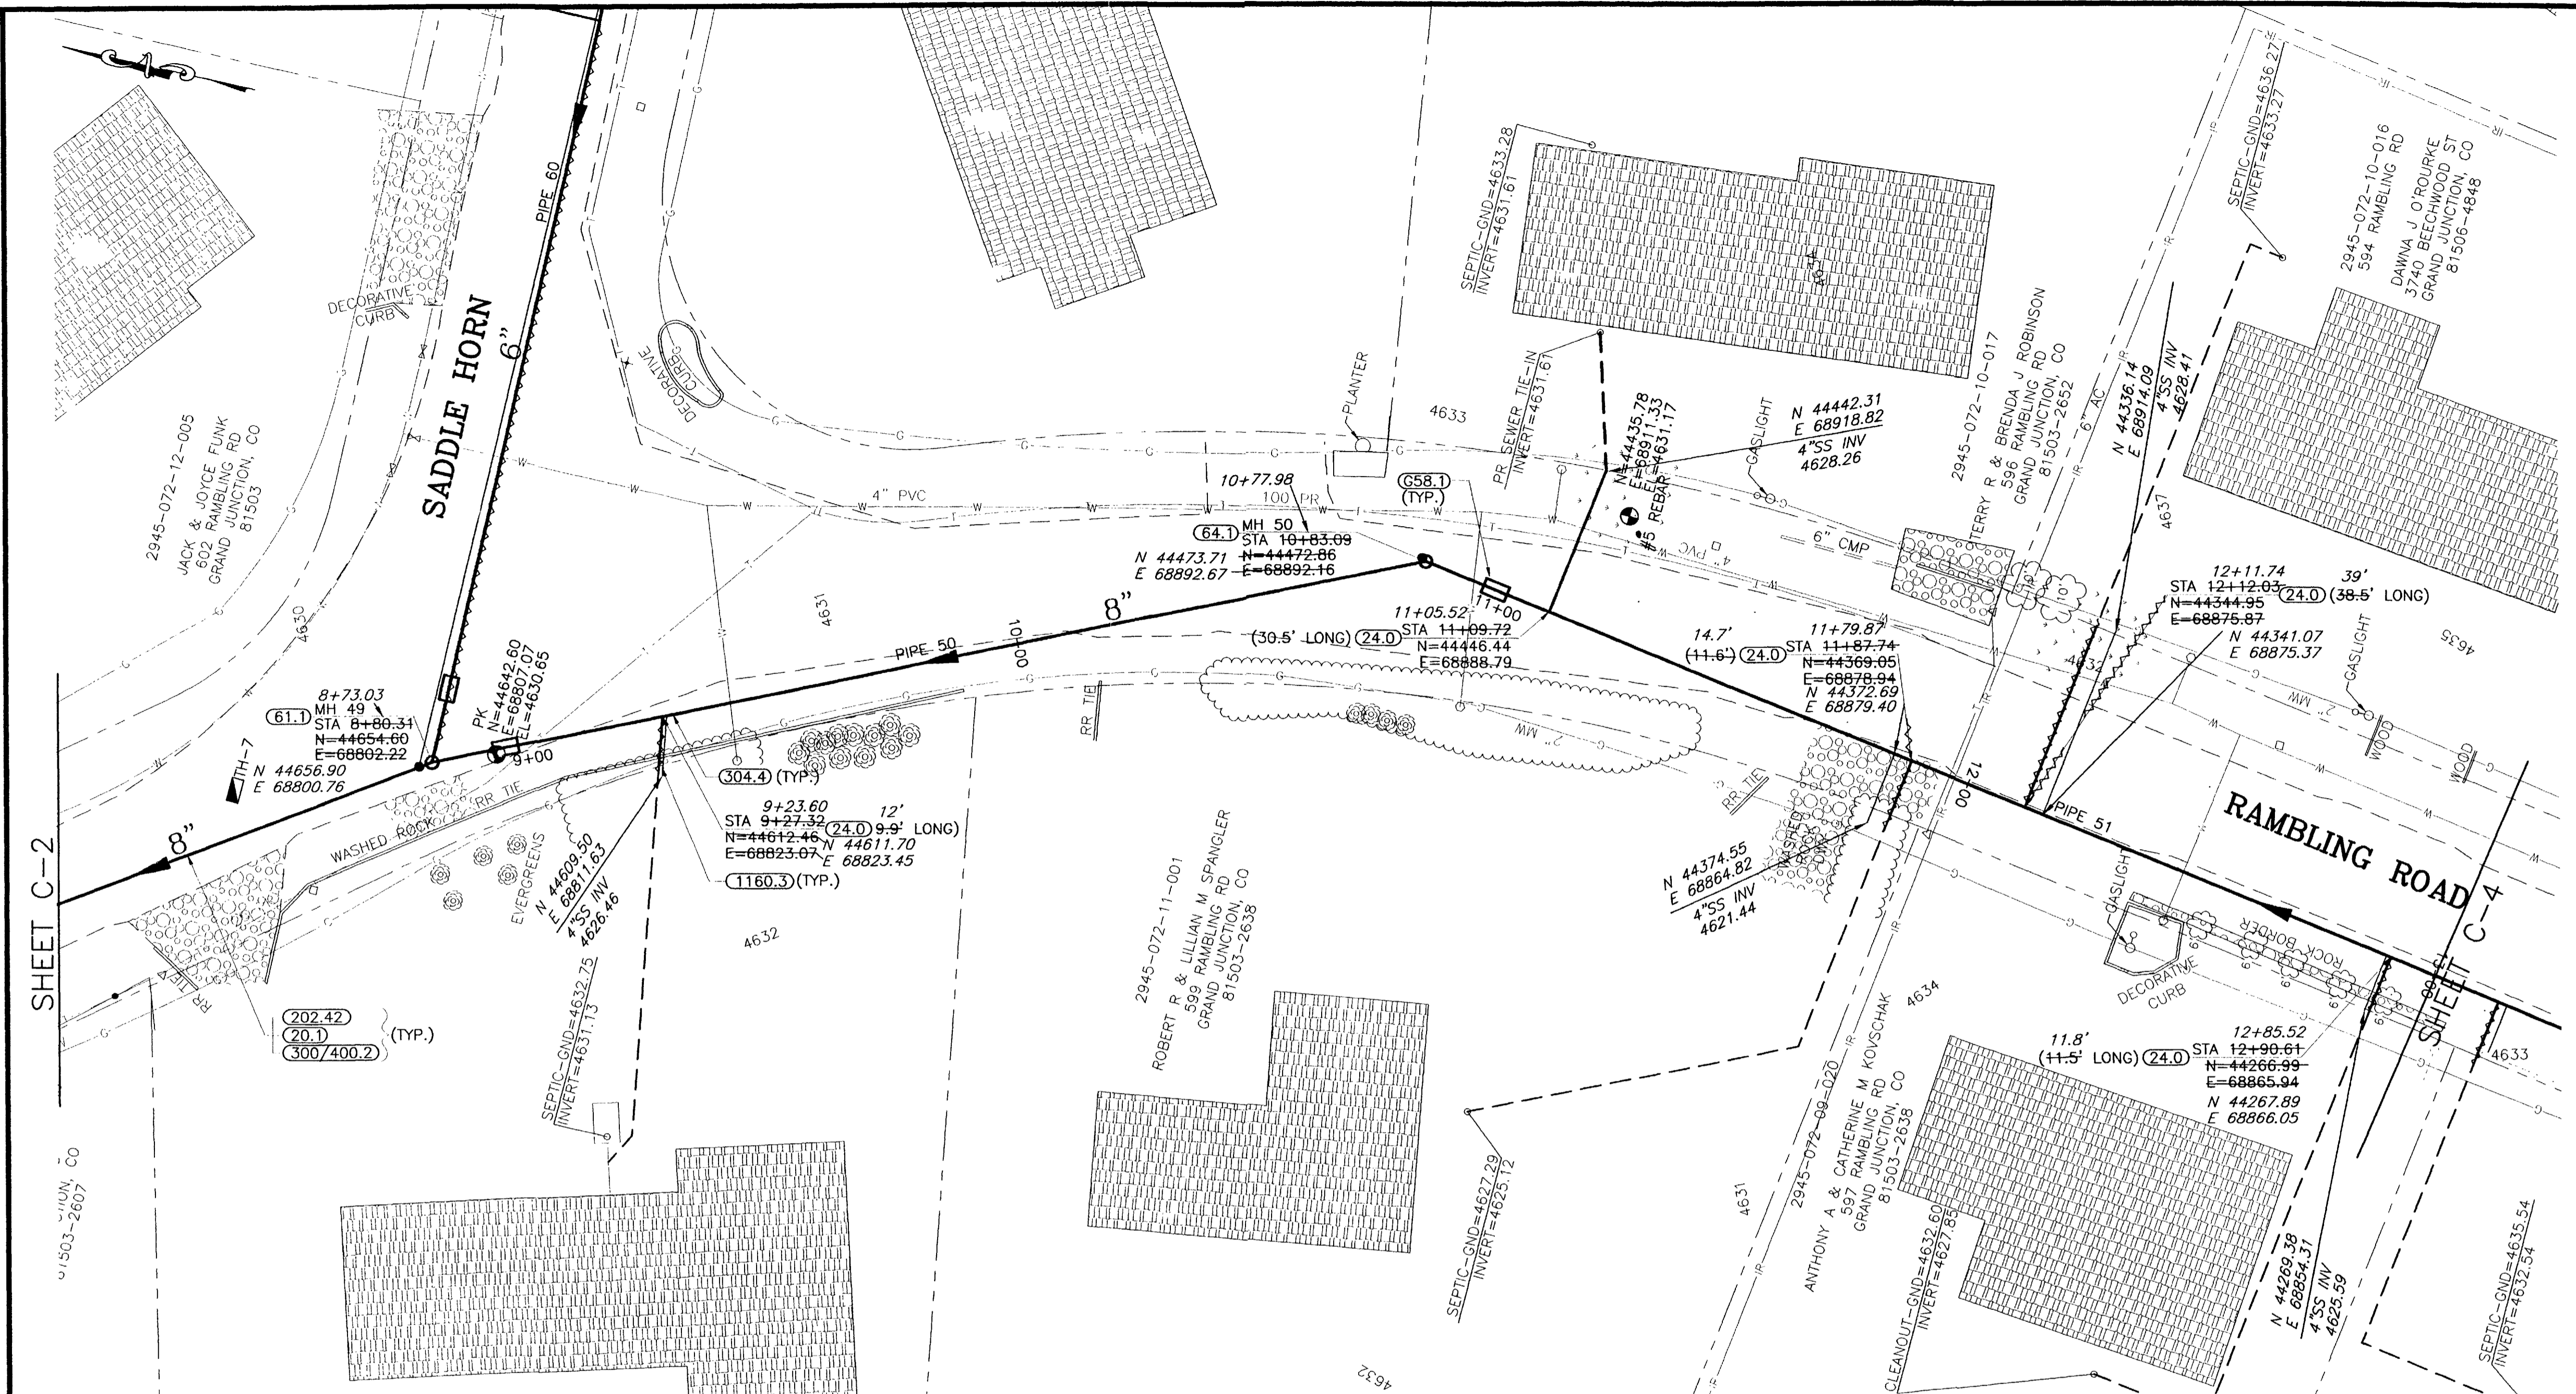 PIPE 60
SADDLE HORN
6"
DECORATIVE
CURB
2945-072-12-005
JACK & JOYCE FUNK
602 RAMBLING RD
GRAND JUNCTION, CO
81503
DECORATIVE
CURB
4630
4631
4" PVC
100 PR
PLANTER
4633
SEPTIC-GND=4633.28
INVERT=4631.61
PR SEWER TIE-IN
INVERT=4631.61
N=44435.78
E=68911.33
EL=4631.17
#5 REBAR
GASLIGHT
N 44442.31
E 68918.82
4"SS INV
4628.26
2945-072-10-017
TERRY R & BRENDA J ROBINSON
596 RAMBLING RD
GRAND JUNCTION, CO
81503-2652
6" AC
SEPTIC-GND=4636.27
INVERT=4633.27
2945-072-10-016
594 RAMBLING RD
DAWNA J O'ROURKE
3740 BEECHWOOD ST
GRAND JUNCTION, CO
81506-4848
N 44336.14
E 68914.09
4"SS INV
4628.41
4637
10+77.98
64.1
MH 50
STA 10+83.09
N=44472.86
E=68892.16
N 44473.71
E 68892.67
G58.1
(TYP.)
4" PVC
6" CMP
10"
10"
4632
12+11.74
STA 12+12.03
24.0
39'
(38.5' LONG)
N=44344.95
E=68875.87
N 44341.07
E 68875.37
GASLIGHT
4635
2" MW
WOOD
WOOD
8"
11+00
11+05.52
(30.5' LONG)
24.0
STA 11+09.72
N=44446.44
E=68888.79
14.7'
(11.6')
24.0
11+79.87
STA 11+87.74
N=44369.05
E=68878.94
N 44372.69
E 68879.40
PIPE 50
10+00
RR TIE
2" MW
RR TIE
12+00
PIPE 51
RAMBLING ROAD
8+73.03
61.1
MH 49
STA 8+80.31
N=44654.60
E=68802.22
N 44656.90
E 68800.76
TH-7
PK
N=44642.60
E=68807.07
EL=4630.65
9+00
304.4 (TYP.)
9+23.60
STA 9+27.32
24.0
12'
9.9' LONG)
N=44612.46
E=68823.07
N 44611.70
E 68823.45
1160.3 (TYP.)
RR TIE
WASHED ROCK
EVERGREENS
8"
SHEET C-2
RR TIE
202.42
20.1
300/400.2
(TYP.)
N 44609.50
E 68811.63
4"SS INV
4626.46
SEPTIC-GND=4632.75
INVERT=4631.13
4632
2945-072-11-001
ROBERT R & LILLIAN M SPANGLER
599 RAMBLING RD
GRAND JUNCTION, CO
81503-2638
N 44374.55
E 68864.82
4"SS INV
4621.44
WASHED
ROCK
GASLIGHT
DECORATIVE
CURB
ROCK BORDER
6"
6"
6"
6"
6"
SHEET C-4
4633
11.8'
(11.5' LONG)
24.0
12+85.52
STA 12+90.61
N=44266.99
E=68865.94
N 44267.89
E 68866.05
4634
4631
2945-072-09-020
ANTHONY A & CATHERINE M KOVSCHAK
597 RAMBLING RD
GRAND JUNCTION, CO
81503-2638
SEPTIC-GND=4627.29
INVERT=4625.12
CLEANOUT-GND=4632.60
INVERT=4627.85
N 44269.38
E 68854.31
4"SS INV
4625.59
SEPTIC-GND=4635.54
INVERT=4632.54
4632
CO
81503-2607